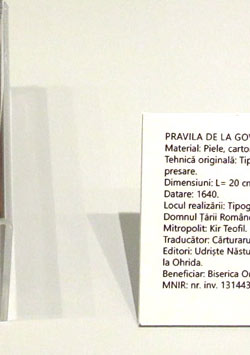 PRAVILA DE LA GOV
Material: Piele, carto
Tehnică originală: Tip
presare.
Dimensiuni: L= 20 cm
Datare: 1640.
Locul realizării: Tipog
Domnul Țării Române
Mitropolit: Kir Teofil.
Traducător: Cărturaru
Editori: Udriște Năstu
la Ohrida.
Beneficiar: Biserica O
MNIR: nr. inv. 131443